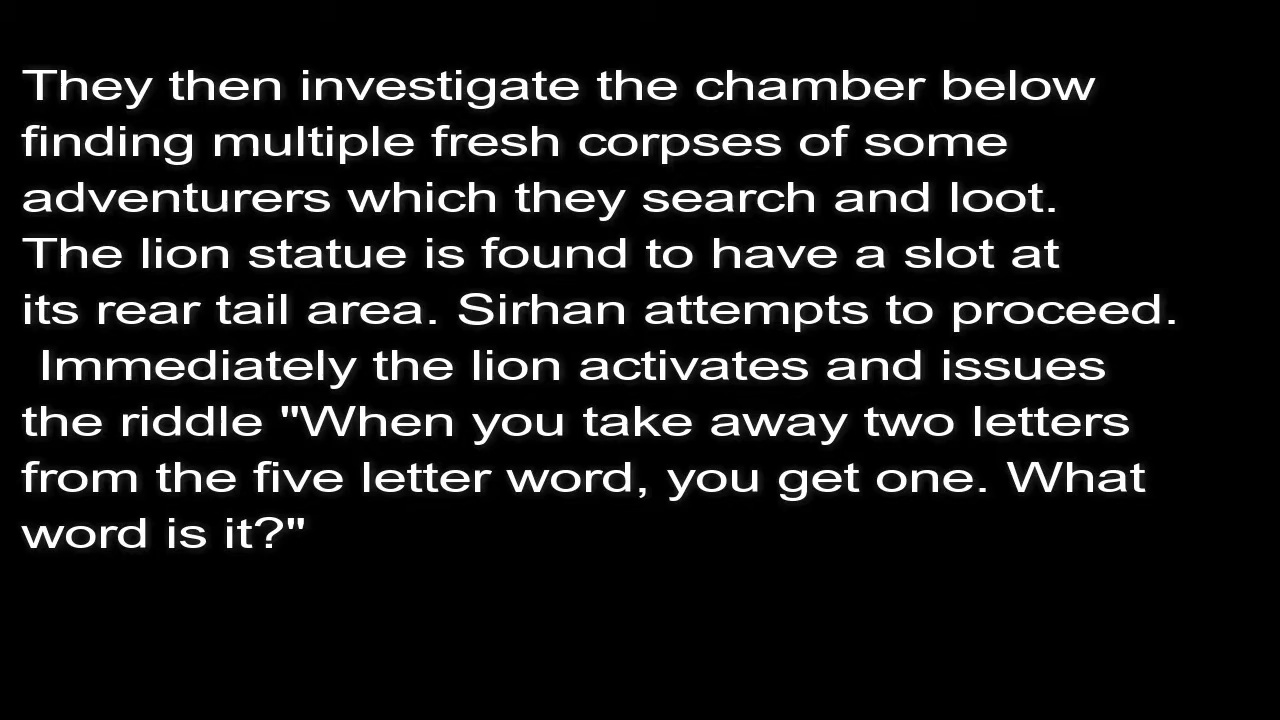 They then investigate the chamber below
finding multiple fresh corpses of some
adventurers which they search and loot.
The lion statue is found to have a slot at
its rear tail area. Sirhan attempts to proceed.
Immediately the lion activates and issues
the riddle "When you take away two letters
from the five letter word, you get one. What
word is it?"